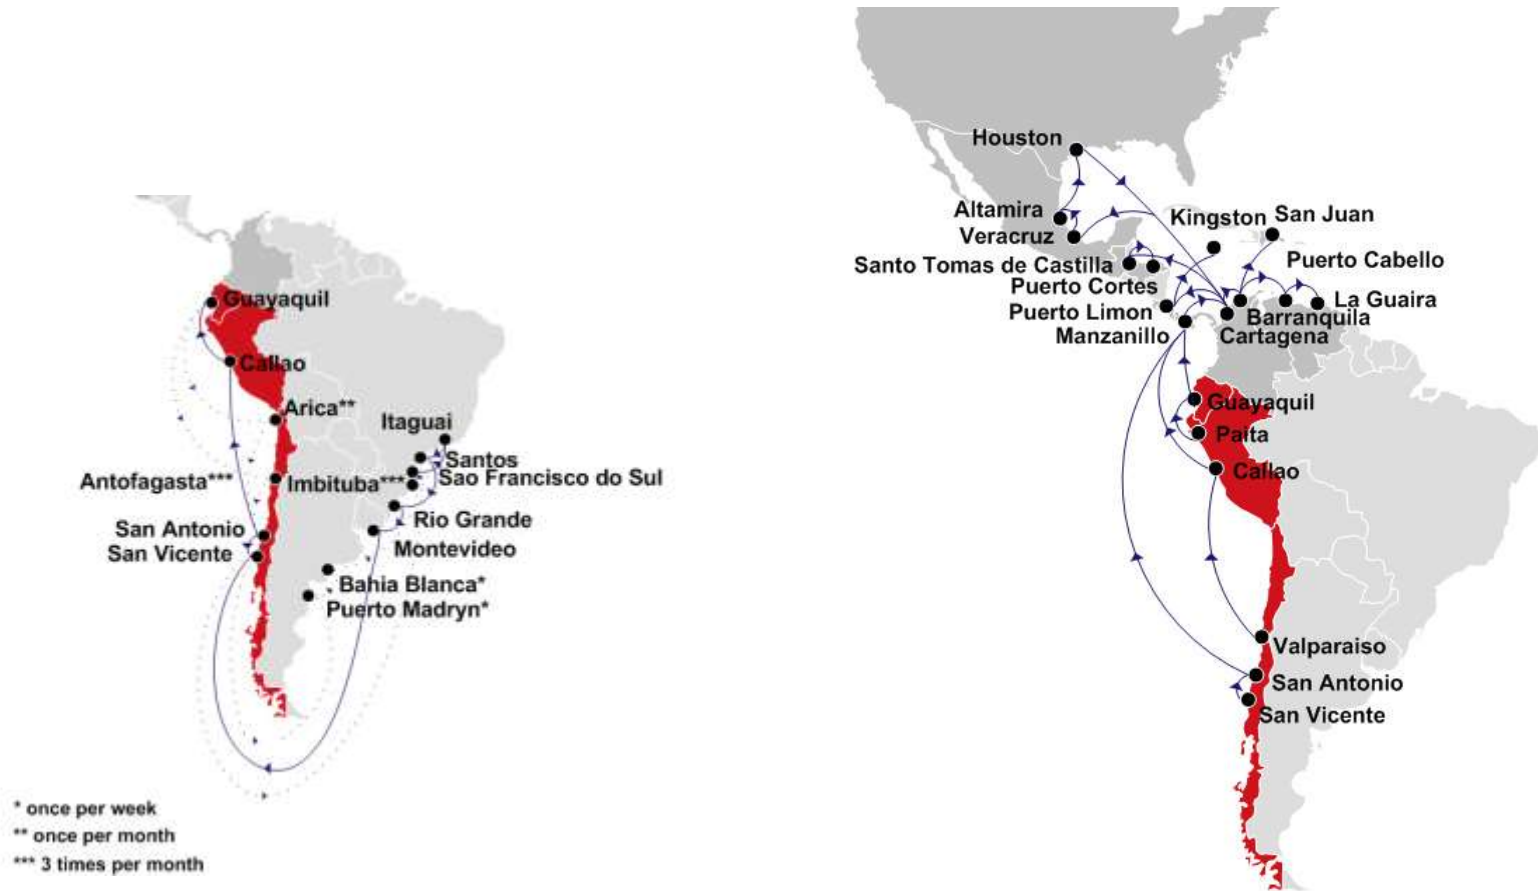 Guayaquil
Callao
Arica**
Itaguai
Santos
Antofagasta***
Imbituba***
Sao Francisco do Sul
San Antonio
Rio Grande
San Vicente
Montevideo
Bahia Blanca*
Puerto Madryn*
* once per week
** once per month
*** 3 times per month
Houston
Altamira
Kingston
San Juan
Veracruz
Puerto Cabello
Santo Tomas de Castilla
Puerto Cortes
La Guaira
Puerto Limon
Barranquila
Manzanillo
Cartagena
Guayaquil
Paita
Callao
Valparaiso
San Antonio
San Vicente